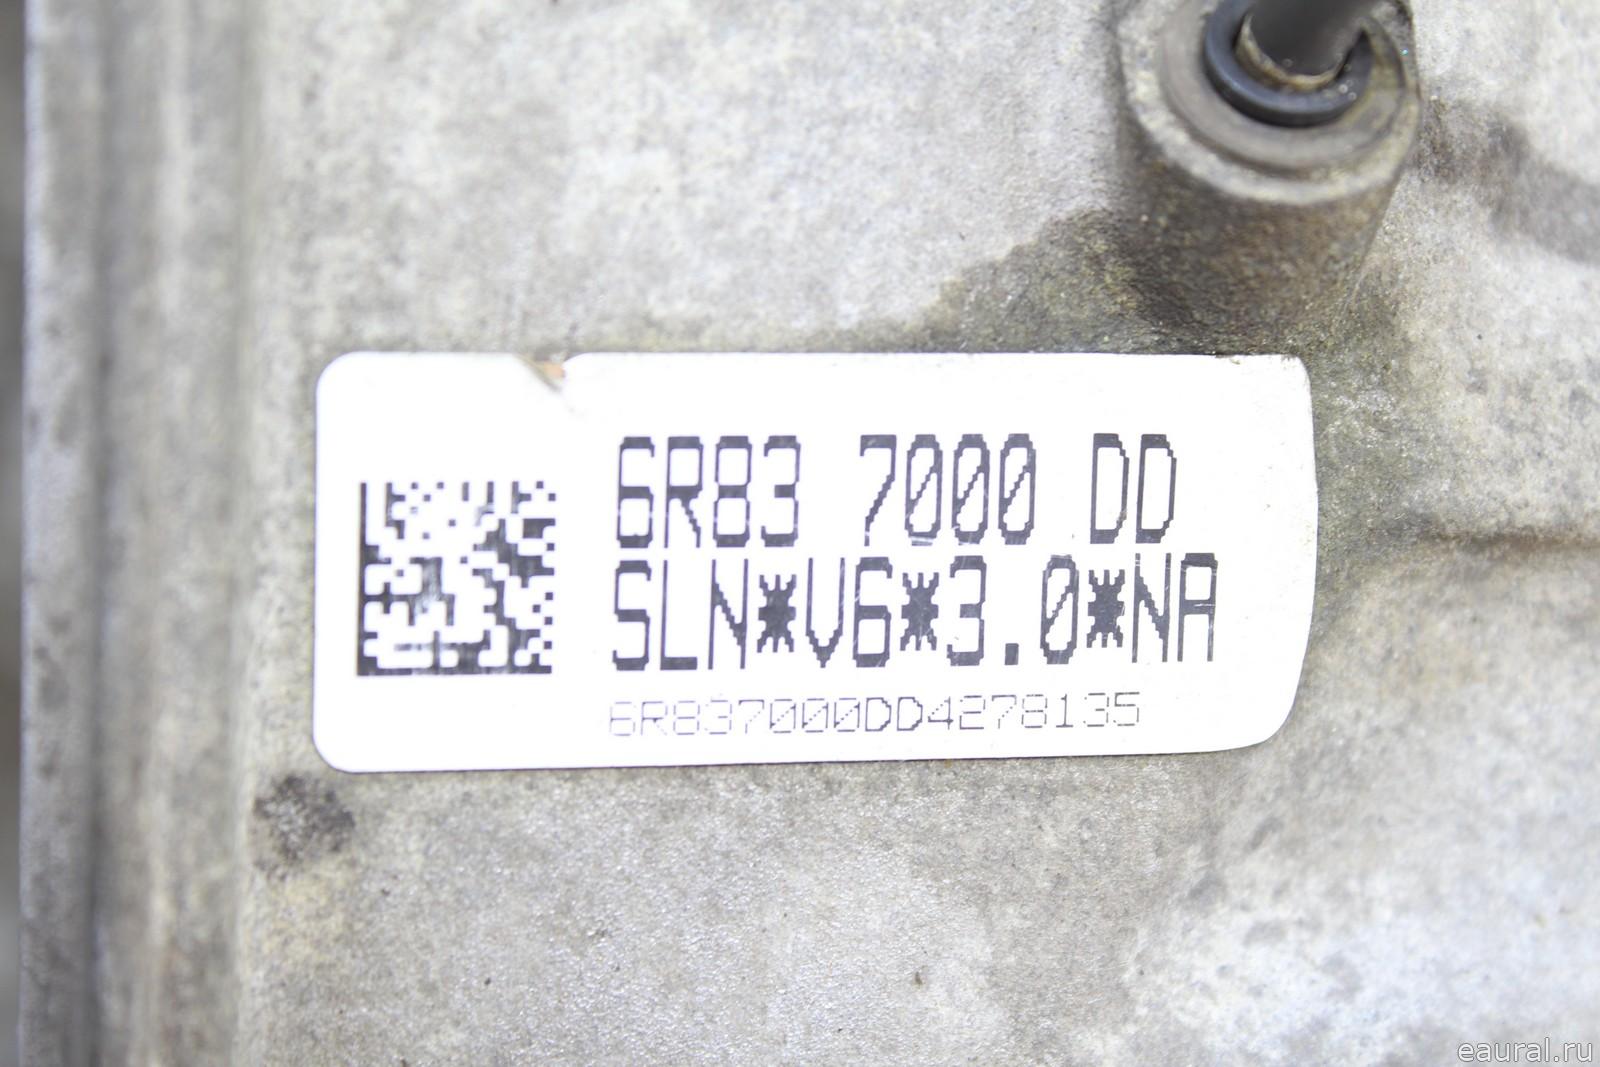 6R83 7000 DD
SLN*V6*3.0*NA
6R837000DD4278135
eaural.ru